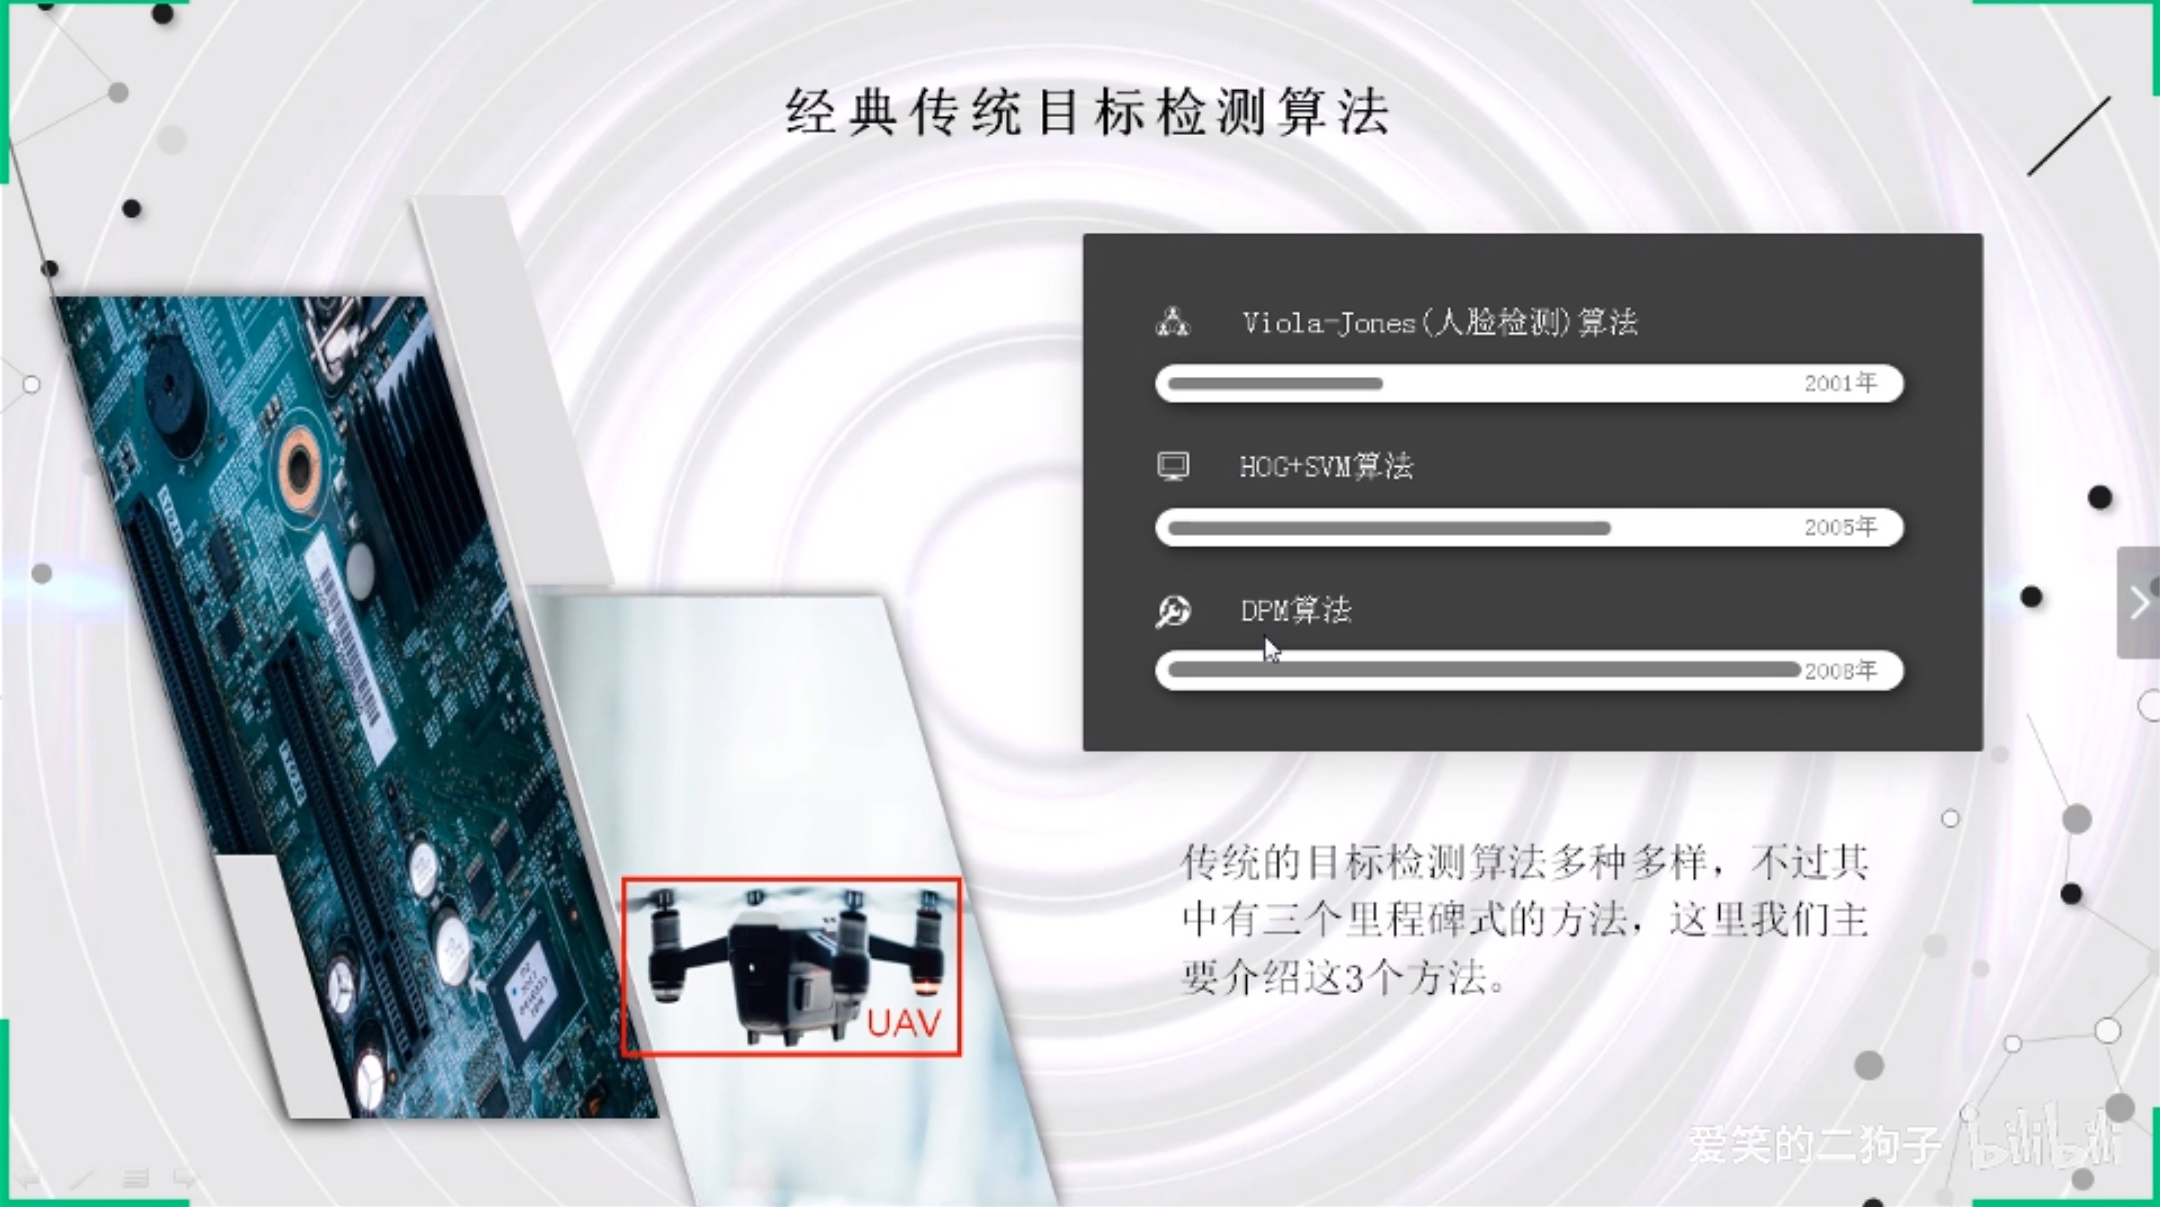 经典传统目标检测算法
Viola-Jones(人脸检测)算法
2001年
HOG+SVM算法
2005年
DPM算法
2008年
UAV
传统的目标检测算法多种多样，不过其
中有三个里程碑式的方法，这里我们主
要介绍这3个方法。
爱笑的二狗子 bilibili